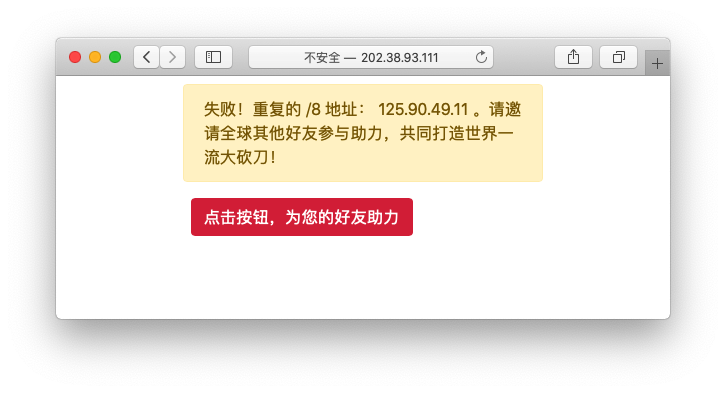 不安全 — 202.38.93.111
失败！重复的 /8 地址： 125.90.49.11 。请邀
请全球其他好友参与助力，共同打造世界一
流大砍刀！
点击按钮，为您的好友助力